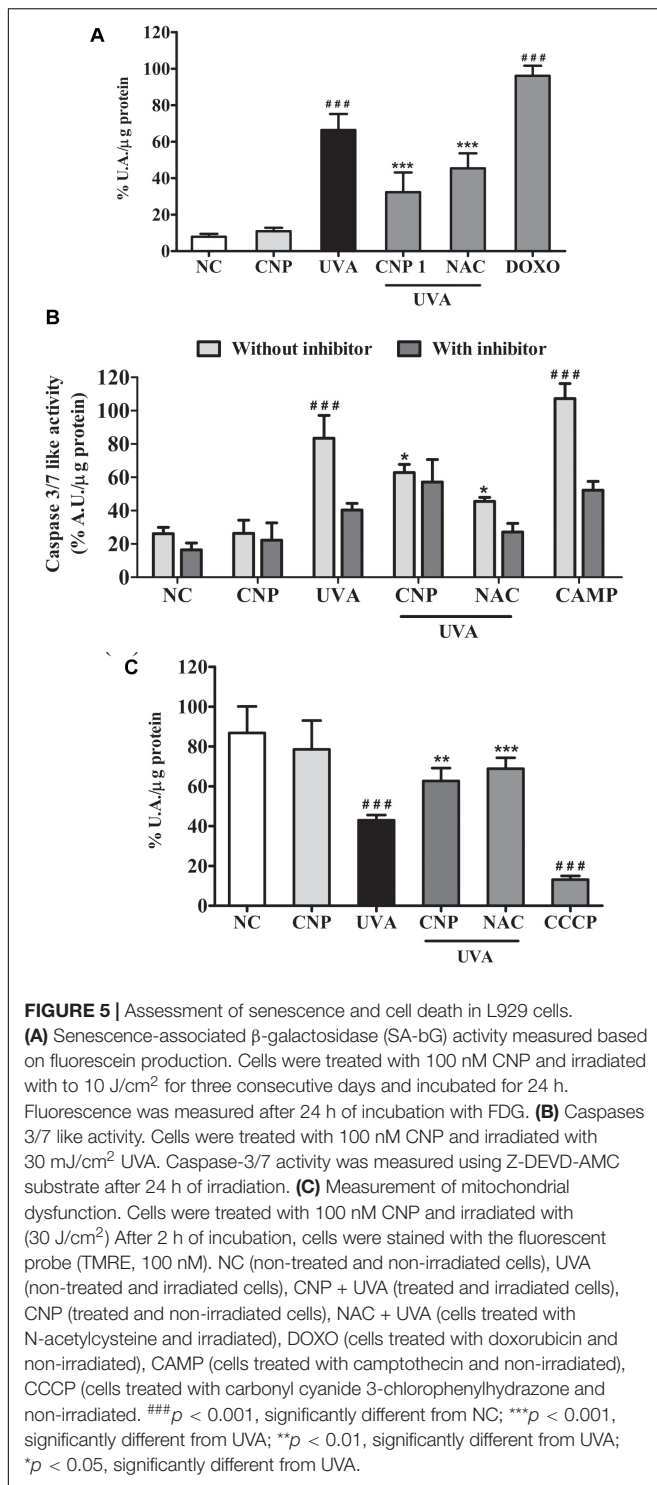 A
% U.A./µg protein
120
100
80
60
40
20
0
###
***
***
###
NC CNP UVA CNP 1 NAC DOXO
UVA
B
Without inhibitor With inhibitor
Caspase 3/7 like activity
(% A.U./µg protein)
120
100
80
60
40
20
0
###
*
*
###
NC CNP UVA CNP NAC CAMP
UVA
C
% U.A./µg protein
120
100
80
60
40
20
0
###
**
***
###
NC CNP UVA CNP NAC CCCP
UVA
FIGURE 5 | Assessment of senescence and cell death in L929 cells.
(A) Senescence-associated β-galactosidase (SA-bG) activity measured based
on fluorescein production. Cells were treated with 100 nM CNP and irradiated
with to 10 J/cm² for three consecutive days and incubated for 24 h.
Fluorescence was measured after 24 h of incubation with FDG. (B) Caspases
3/7 like activity. Cells were treated with 100 nM CNP and irradiated with
30 mJ/cm² UVA. Caspase-3/7 activity was measured using Z-DEVD-AMC
substrate after 24 h of irradiation. (C) Measurement of mitochondrial
dysfunction. Cells were treated with 100 nM CNP and irradiated with
(30 J/cm²) After 2 h of incubation, cells were stained with the fluorescent
probe (TMRE, 100 nM). NC (non-treated and non-irradiated cells), UVA
(non-treated and irradiated cells), CNP + UVA (treated and irradiated cells),
CNP (treated and non-irradiated cells), NAC + UVA (cells treated with
N-acetylcysteine and irradiated), DOXO (cells treated with doxorubicin and
non-irradiated), CAMP (cells treated with camptothecin and non-irradiated),
CCCP (cells treated with carbonyl cyanide 3-chlorophenylhydrazone and
non-irradiated. ###p < 0.001, significantly different from NC; ***p < 0.001,
significantly different from UVA; **p < 0.01, significantly different from UVA;
*p < 0.05, significantly different from UVA.